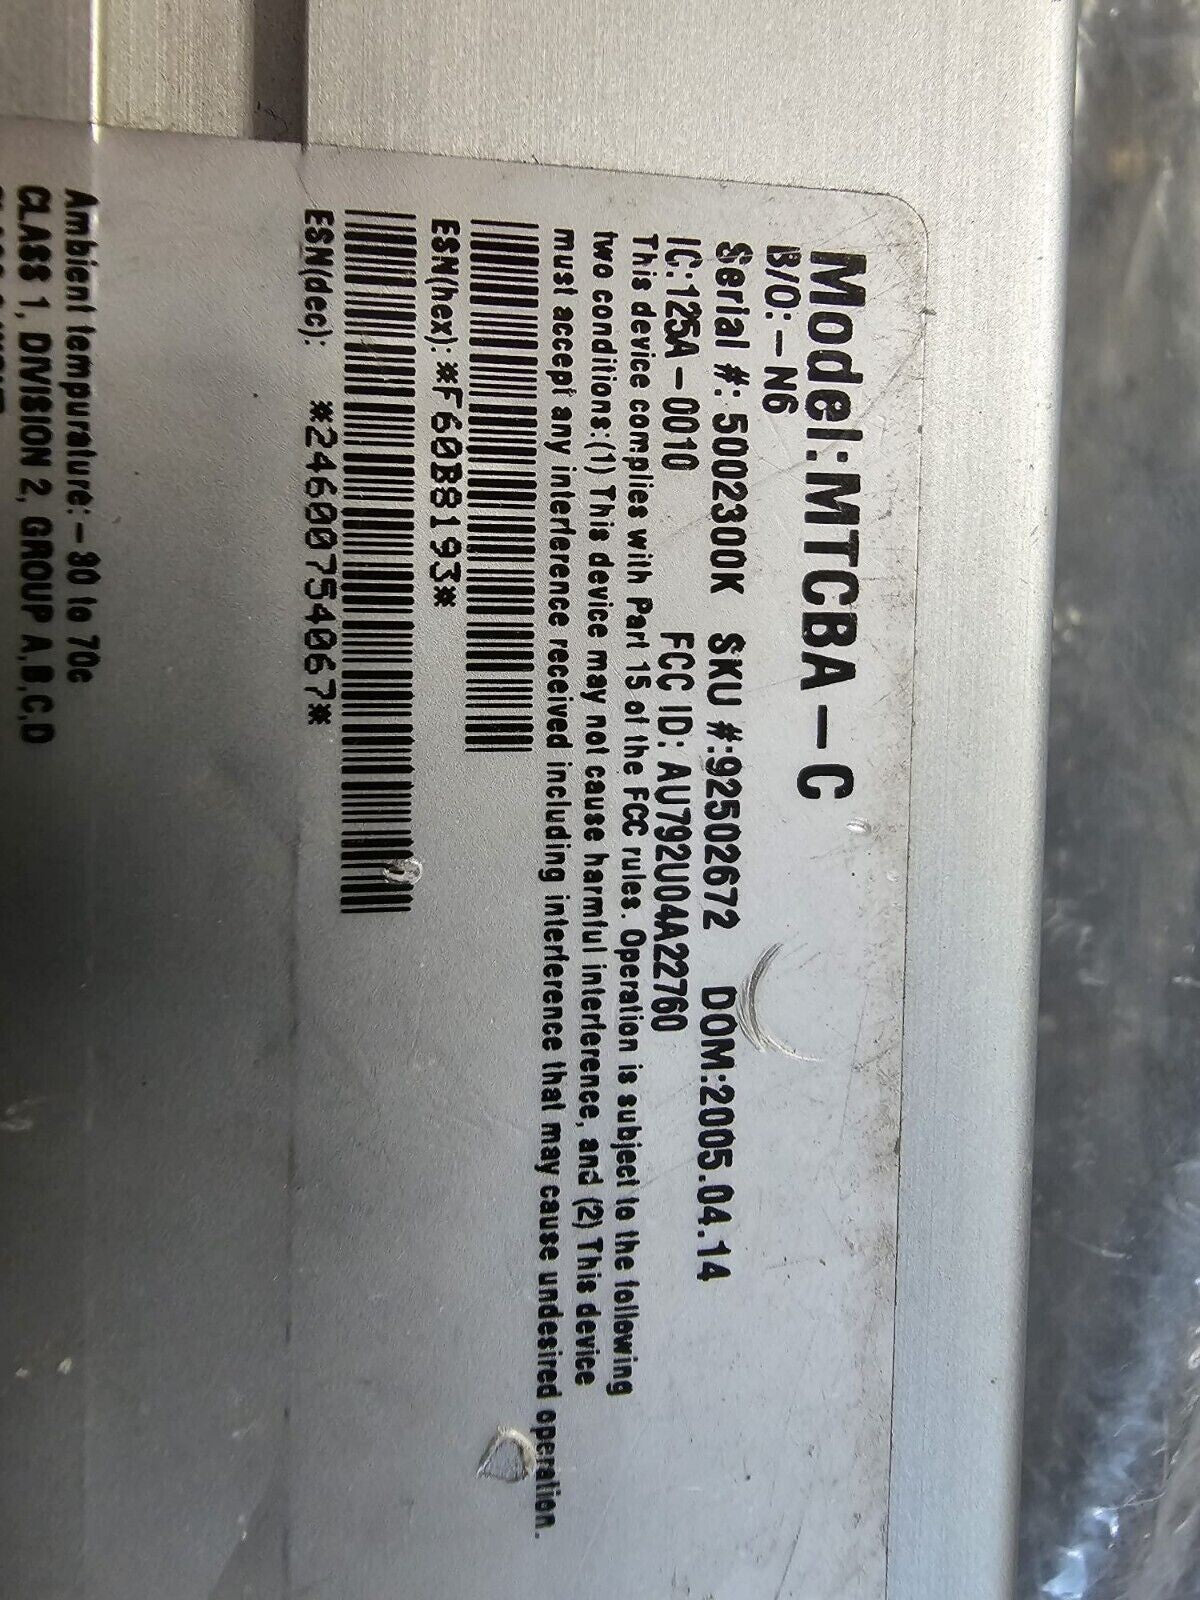 Model:MTCBA-C
B/O:-N6
Serial #: 5002300K SKU #:92502672 DOM:2005.04.14
IC:125A-0010 FCC ID: AU792U04A22760
This device complies with Part 15 of the FCC rules. Operation is subject to the following
two conditions:(1) This device may not cause harmful interference, and (2) This device
must accept any interference received including interference that may cause undesired operation.
ESN(hex): *F60B8193*
ESN(dec): *24600754067*
Ambient tempurature:-30 to 70c
CLASS 1, DIVISION 2, GROUP A,B,C,D